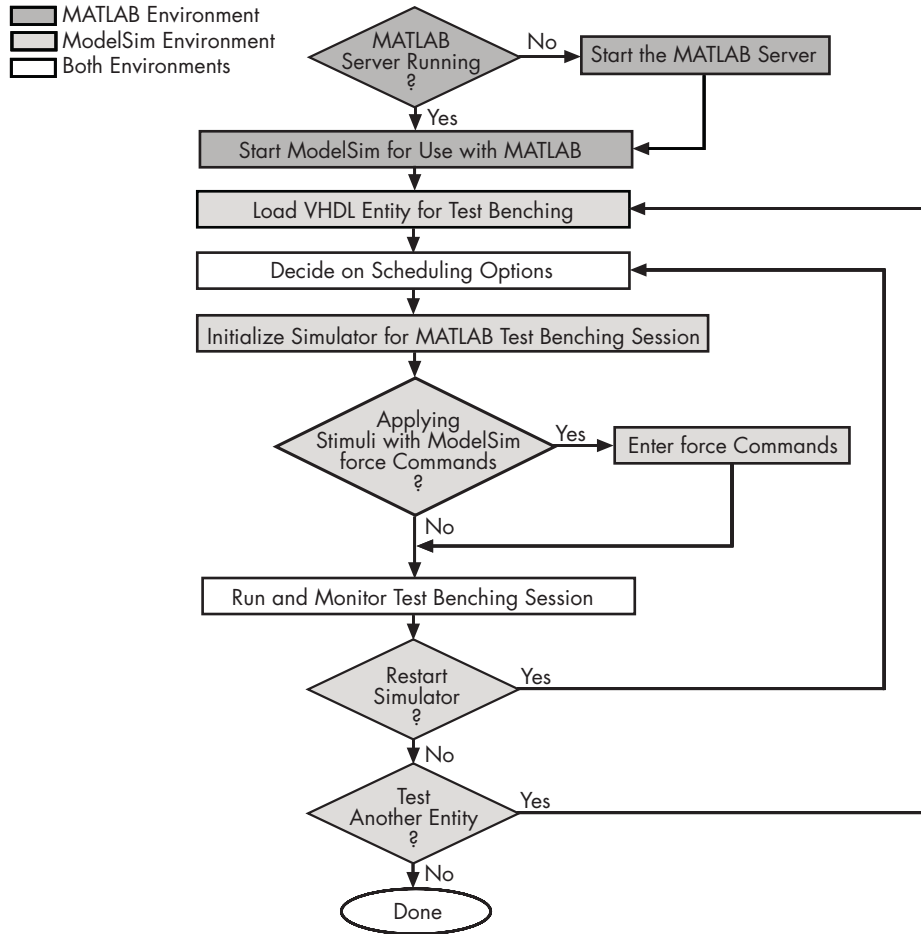 MATLAB Environment
ModelSim Environment
Both Environments
MATLAB
Server Running
?
No
Start the MATLAB Server
Yes
Start ModelSim for Use with MATLAB
Load VHDL Entity for Test Benching
Decide on Scheduling Options
Initialize Simulator for MATLAB Test Benching Session
Applying
Stimuli with ModelSim
force Commands
?
Yes
Enter force Commands
No
Run and Monitor Test Benching Session
Restart
Simulator
?
Yes
No
Test
Another Entity
?
Yes
No
Done